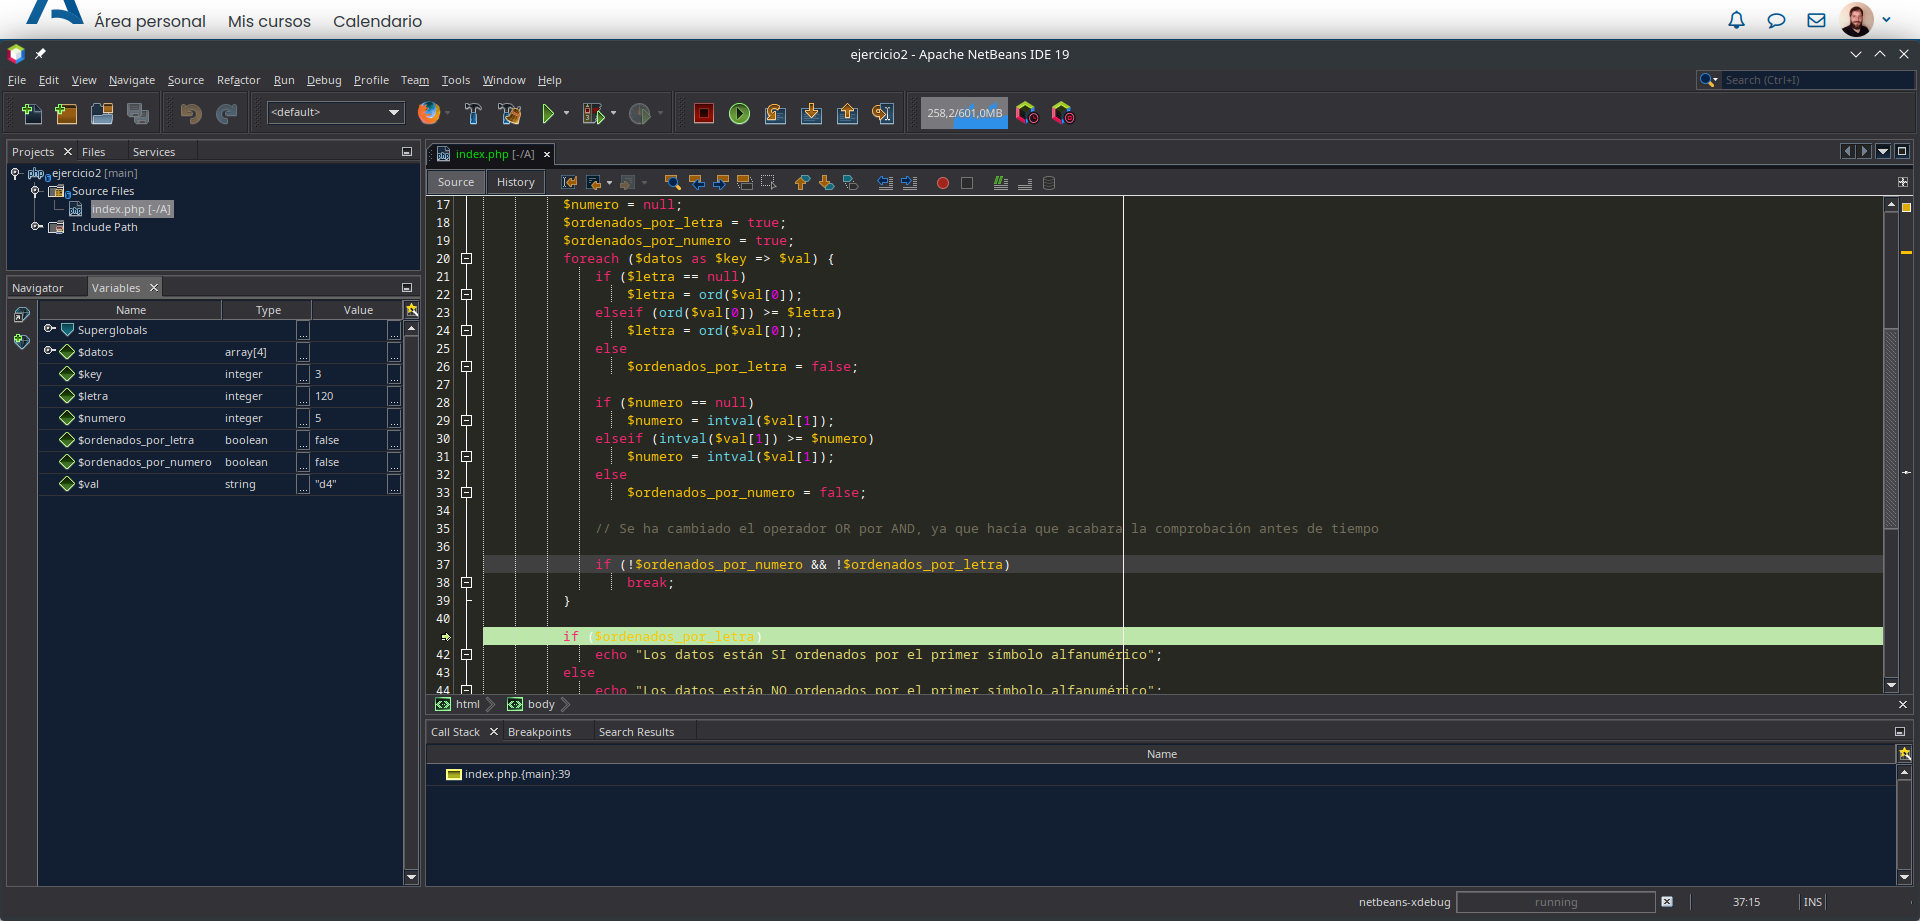 Área personal Mis cursos Calendario
ejercicio2 - Apache NetBeans IDE 19
File Edit View Navigate Source Refactor Run Debug Profile Team Tools Window Help
Search (Ctrl+I)
<default>
258,2/601,0MB
Projects Files Services
ejercicio2 [main]
Source Files
index.php [-/A]
Include Path
Navigator Variables
Name Type Value
Superglobals
$datos array[4]
$key integer 3
$letra integer 120
$numero integer 5
$ordenados_por_letra boolean false
$ordenados_por_numero boolean false
$val string "d4"
index.php [-/A]
Source History
17 $numero = null;
18 $ordenados_por_letra = true;
19 $ordenados_por_numero = true;
20 foreach ($datos as $key => $val) {
21 if ($letra == null)
22 $letra = ord($val[0]);
23 elseif (ord($val[0]) >= $letra)
24 $letra = ord($val[0]);
25 else
26 $ordenados_por_letra = false;
27
28 if ($numero == null)
29 $numero = intval($val[1]);
30 elseif (intval($val[1]) >= $numero)
31 $numero = intval($val[1]);
32 else
33 $ordenados_por_numero = false;
34
35 // Se ha cambiado el operador OR por AND, ya que hacía que acabara la comprobación antes de tiempo
36
37 if (!$ordenados_por_numero && !$ordenados_por_letra)
38 break;
39 }
40
if ($ordenados_por_letra)
42 echo "Los datos están SI ordenados por el primer símbolo alfanumérico";
43 else
44 echo "Los datos están NO ordenados por el primer símbolo alfanumérico";
html body
Call Stack Breakpoints Search Results
Name
index.php.{main}:39
netbeans-xdebug running 37:15 INS